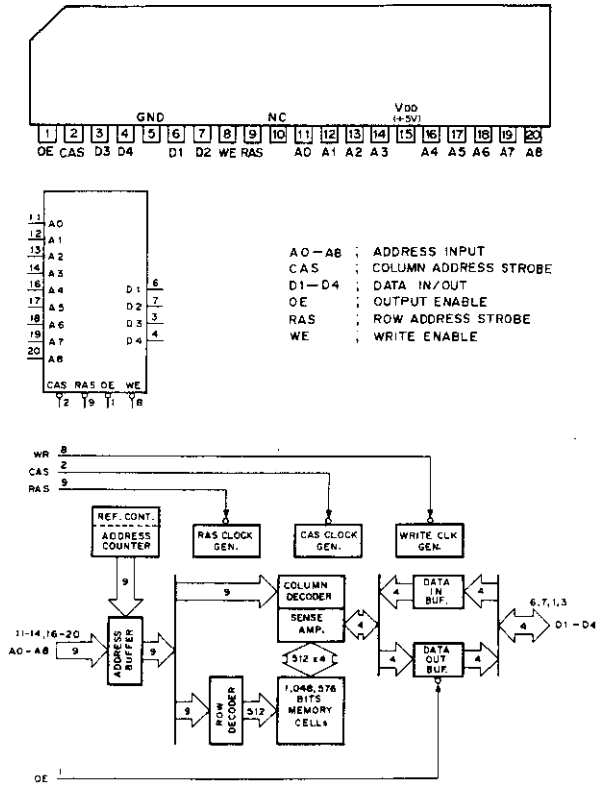 GND NC VDD
(+5V)
1 2 3 4 5 6 7 8 9 10 11 12 13 14 15 16 17 18 19 20
OE CAS D3 D4 D1 D2 WE RAS A0 A1 A2 A3 A4 A5 A6 A7 A8
11 A0
12 A1
13 A2
14 A3
16 A4 D1 6
17 A5 D2 7
18 A6 D3 3
19 A7 D4 4
20 A8
CAS RAS OE WE
2 9 1 8
A0-A8 ; ADDRESS INPUT
CAS ; COLUMN ADDRESS STROBE
D1-D4 ; DATA IN/OUT
OE ; OUTPUT ENABLE
RAS ; ROW ADDRESS STROBE
WE ; WRITE ENABLE
WR 8
CAS 2
RAS 9
REF. CONT.
ADDRESS
COUNTER
RAS CLOCK
GEN.
CAS CLOCK
GEN.
WRITE CLK
GEN.
9
11-14,16-20
A0-A8
9
ADDRESS
BUFFER
9
9
COLUMN
DECODER
SENSE
AMP.
4
4
DATA
IN BUF.
4
6.7,1,3
4
D1-D4
4
DATA
OUT
BUF.
4
512 x4
9
ROW
DECODER
512
1,048,576
BITS
MEMORY
CELLs
OE 1